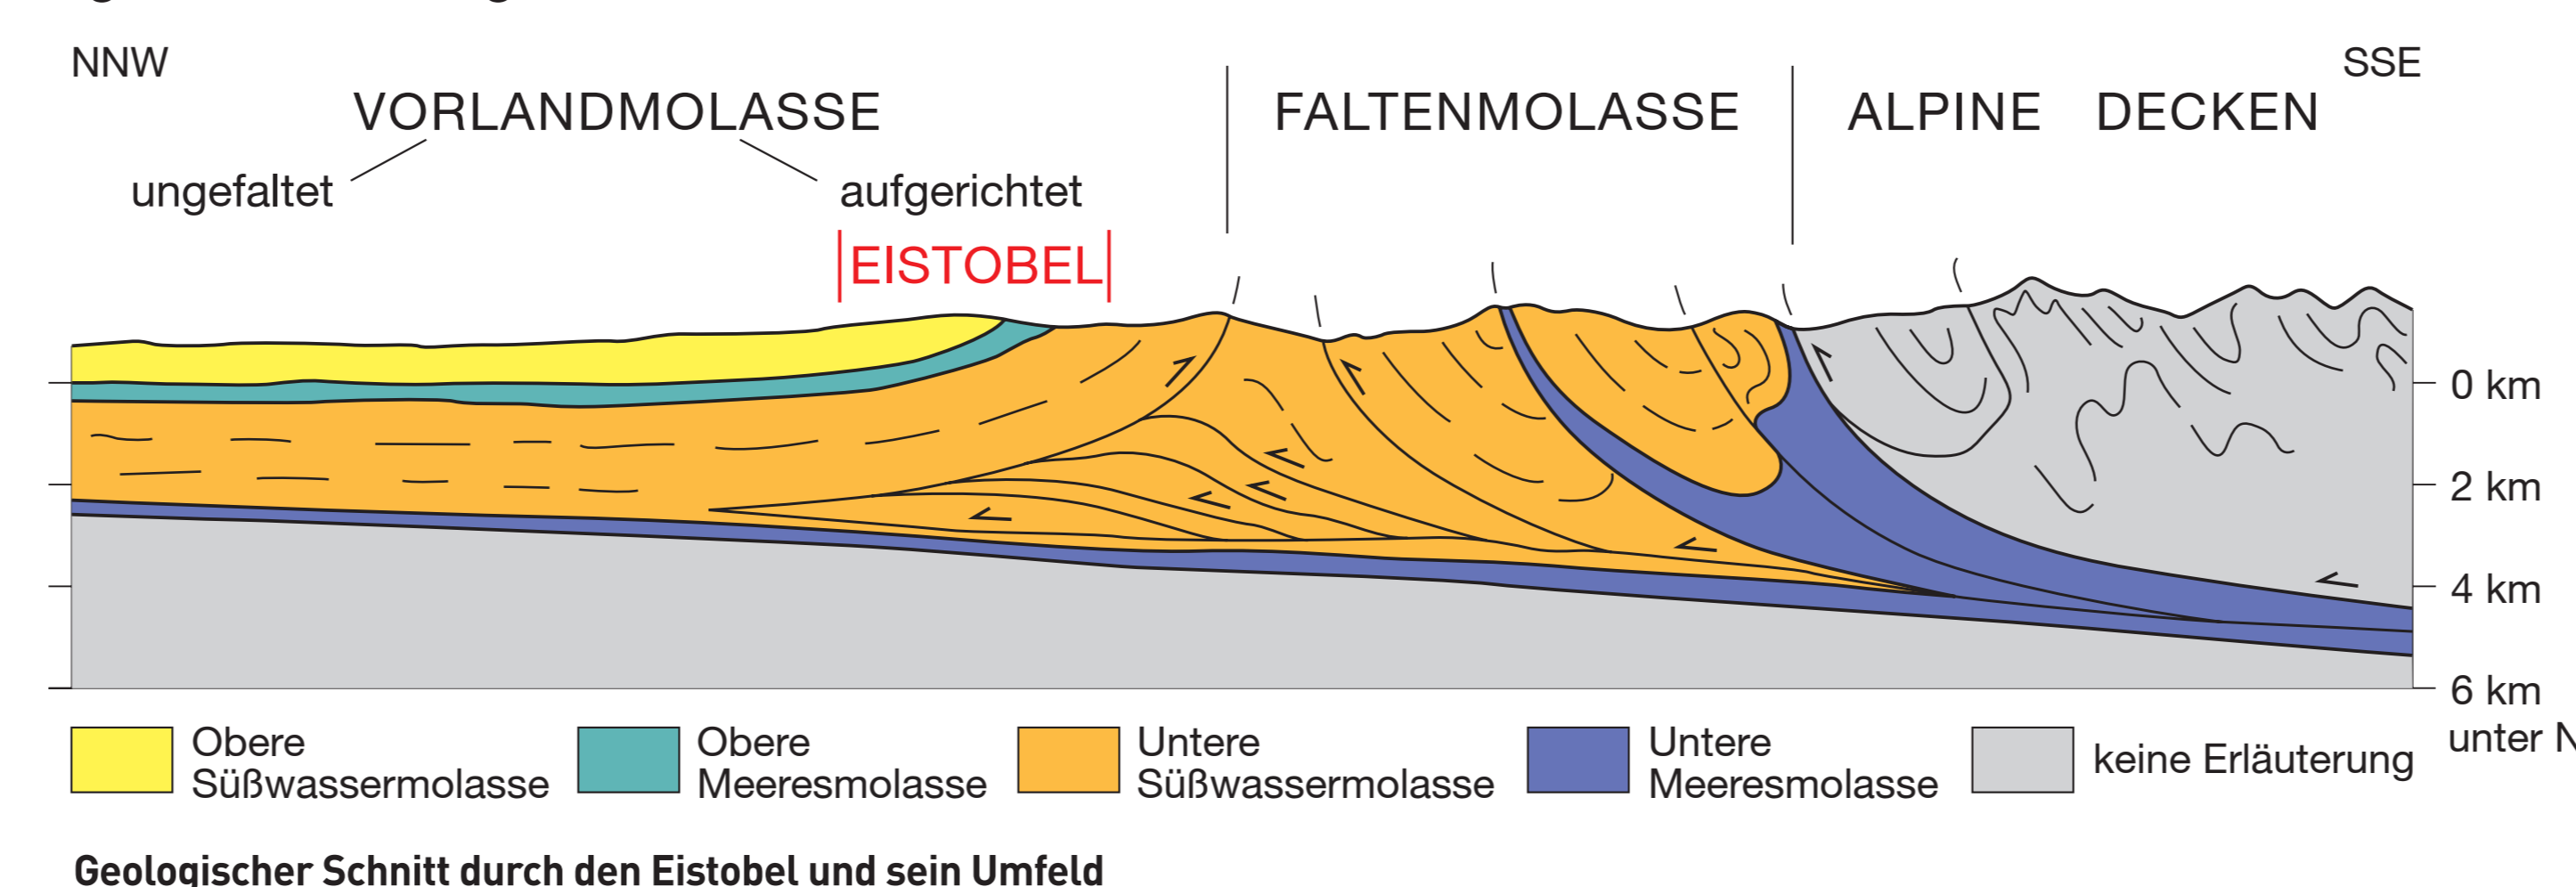 NNW
SSE
VORLANDMOLASSE
FALTENMOLASSE
ALPINE DECKEN
ungefaltet
aufgerichtet
EISTOBEL
0 km
2 km
4 km
6 km
unter
Obere
Süßwassermolasse
Obere
Meeresmolasse
Untere
Süßwassermolasse
Untere
Meeresmolasse
keine Erläuterung
Geologischer Schnitt durch den Eistobel und sein Umfeld